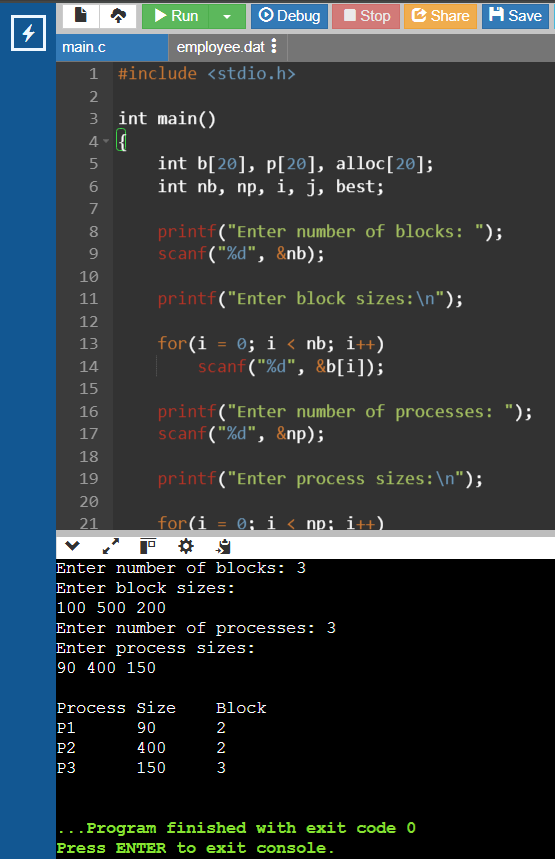 Run Debug Stop Share Save
main.c employee.dat
1 #include <stdio.h>
2
3 int main()
4 {
5     int b[20], p[20], alloc[20];
6     int nb, np, i, j, best;
7
8     printf("Enter number of blocks: ");
9     scanf("%d", &nb);
10
11     printf("Enter block sizes:\n");
12
13     for(i = 0; i < nb; i++)
14         scanf("%d", &b[i]);
15
16     printf("Enter number of processes: ");
17     scanf("%d", &np);
18
19     printf("Enter process sizes:\n");
20
21     for(i = 0; i < np; i++)
Enter number of blocks: 3
Enter block sizes:
100 500 200
Enter number of processes: 3
Enter process sizes:
90 400 150
Process Size    Block
P1      90      2
P2      400     2
P3      150     3
...Program finished with exit code 0
Press ENTER to exit console.